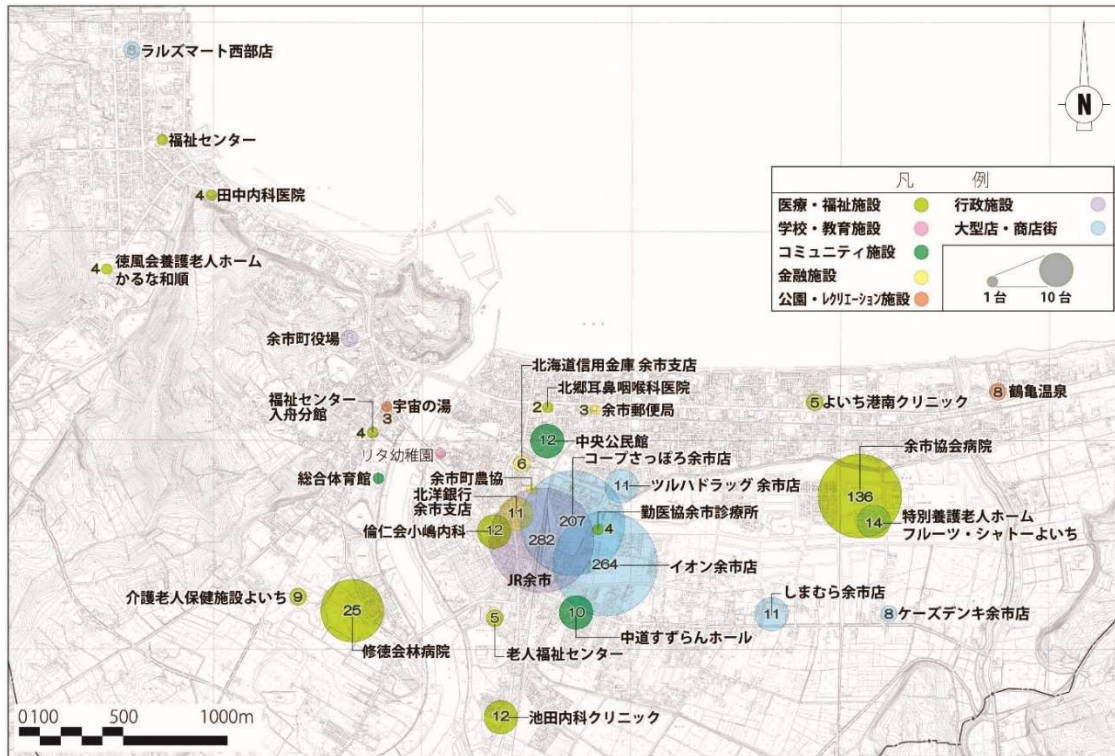 8 ラルズマート西部店
N
福祉センター
凡 例
医療・福祉施設
行政施設
学校・教育施設
大型店・商店街
コミュニティ施設
金融施設
公園・レクリエーション施設
1台
10台
4 田中内科医院
4 徳風会養護老人ホーム
かるな和順
余市町役場
北海道信用金庫 余市支店
北郷耳鼻咽喉科医院
2
3 余市郵便局
5 よいち港南クリニック
8 鶴亀温泉
福祉センター
入舟分館
4
宇宙の湯
3
12 中央公民館
リタ幼稚園
6
コープさっぽろ余市店
余市協会病院
総合体育館
余市町農協
11 ツルハドラッグ 余市店
136
北洋銀行
余市支店
11
207
勤医協余市診療所
4
14 特別養護老人ホーム
フルーツ・シャトーよいち
倫仁会小嶋内科
12
282
264
イオン余市店
JR余市
介護老人保健施設よいち
9
25
修徳会林病院
5
老人福祉センター
10
中道すずらんホール
しまむら余市店
11
8 ケーズデンキ余市店
12 池田内科クリニック
0 100 500 1000m